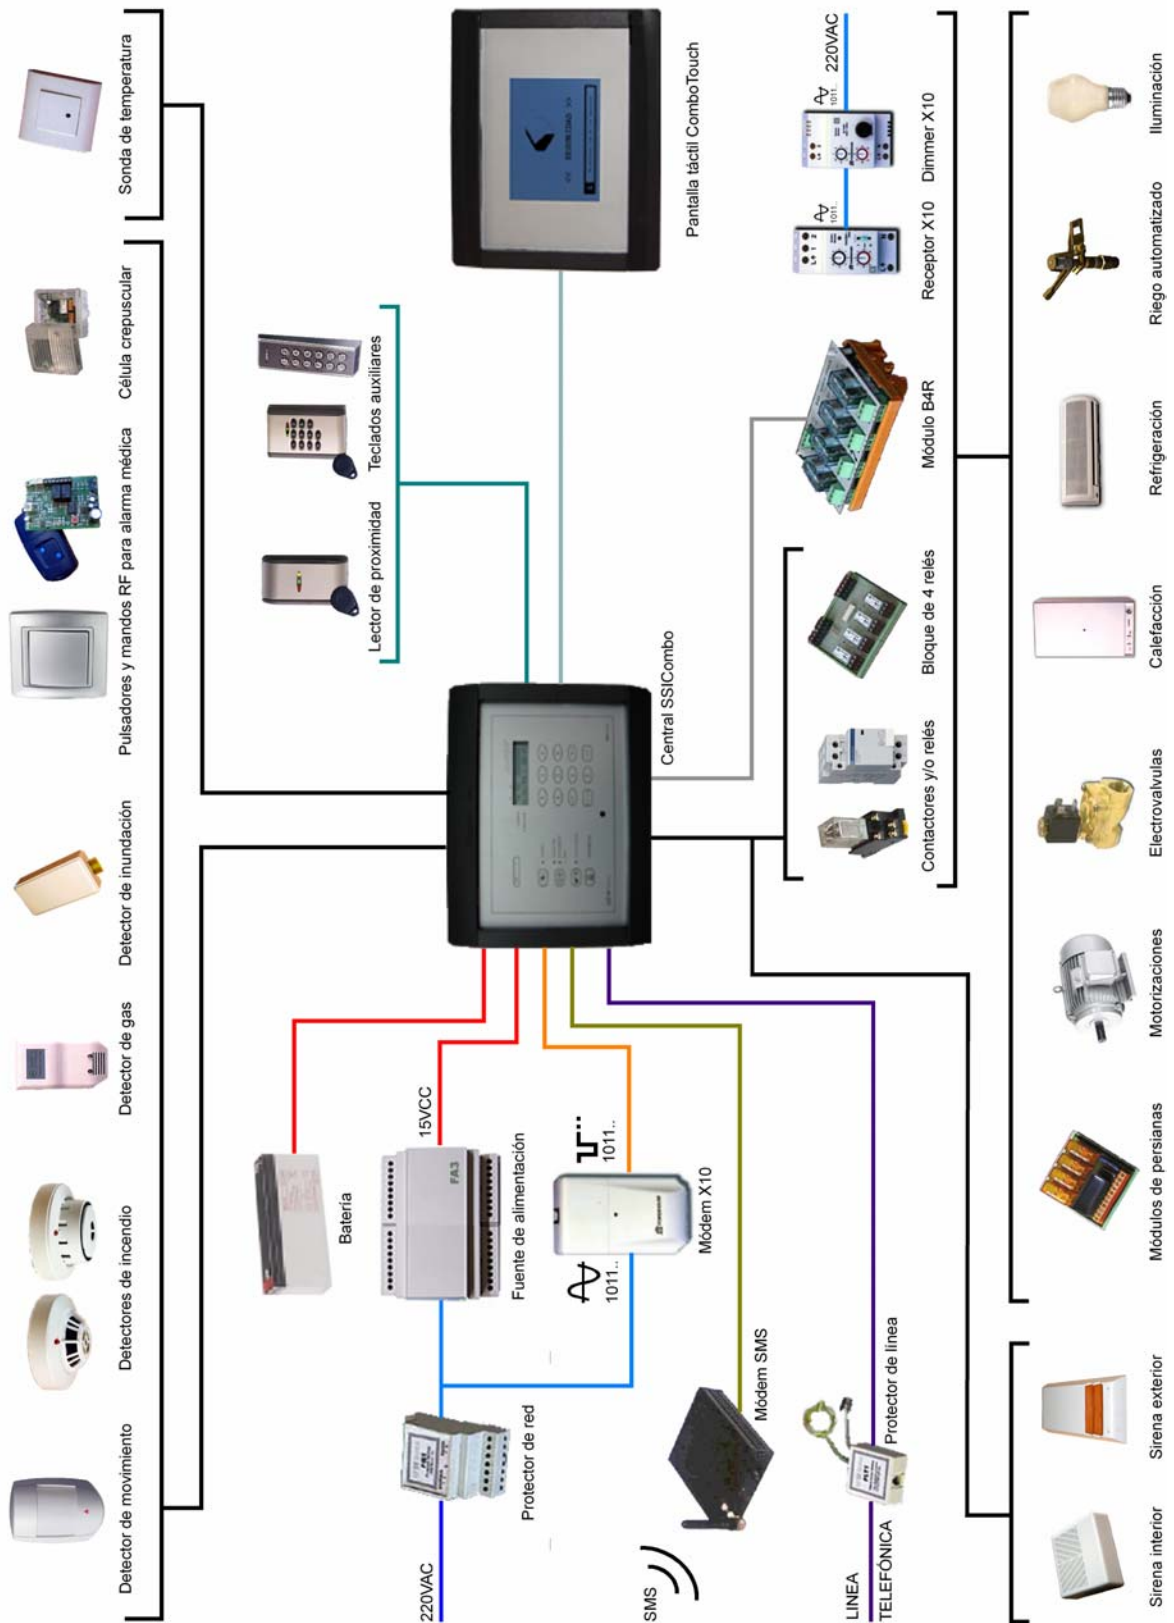 Detector de movimiento
Detectores de incendio
Detector de gas
Detector de inundación
Pulsadores y mandos RF para alarma médica
Célula crepuscular
Sonda de temperatura
Batería
Lector de proximidad
Teclados auxiliares
15VCC
FA3
Fuente de alimentación
220VAC
Protector de red
1011..
1011..
Módem X10
Central SSICombo
Pantalla táctil ComboTouch
SMS
Módem SMS
LINEA
TELEFÓNICA
Protector de línea
Contactores y/o relés
Bloque de 4 relés
Módulo B4R
Receptor X10
1011..
Dimmer X10
1011..
220VAC
Sirena interior
Sirena exterior
Módulos de persianas
Motorizaciones
Electrovalvulas
Calefacción
Refrigeración
Riego automatizado
Iluminación